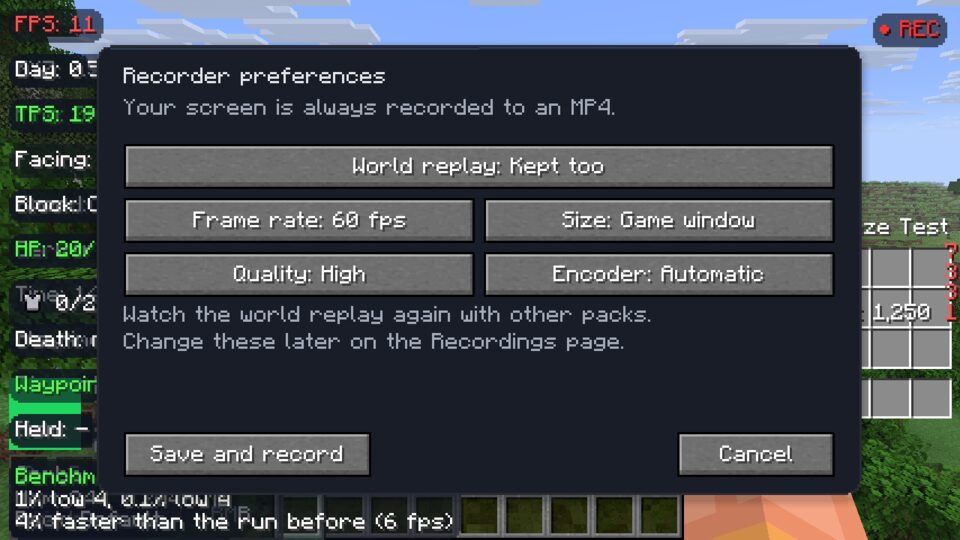 FPS: 11
REC
Day: 0.5
Recorder preferences
Your screen is always recorded to an MP4.
TPS: 19
Facing:
World replay: Kept too
Block:
Frame rate: 60 fps
Size: Game window
ze Test
HP: 20/
Quality: High
Encoder: Automatic
0/2
Watch the world replay again with other packs.
1,250
Change these later on the Recordings page.
Death:
Waypoin
Held: -
Save and record
Cancel
Benchm
1% low 4, 0.1% low 4
4% faster than the run before (6 fps)